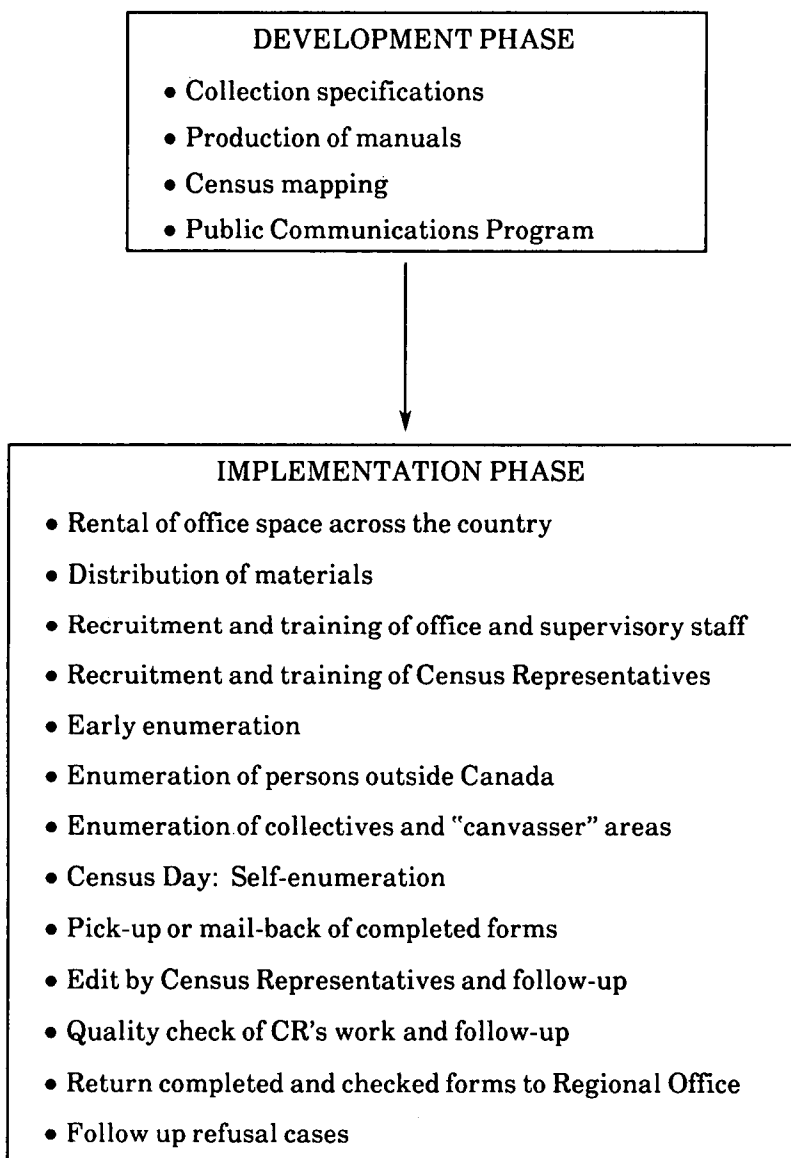 DEVELOPMENT PHASE
• Collection specifications
• Production of manuals
• Census mapping
• Public Communications Program
IMPLEMENTATION PHASE
• Rental of office space across the country
• Distribution of materials
• Recruitment and training of office and supervisory staff
• Recruitment and training of Census Representatives
• Early enumeration
• Enumeration of persons outside Canada
• Enumeration of collectives and "canvasser" areas
• Census Day: Self-enumeration
• Pick-up or mail-back of completed forms
• Edit by Census Representatives and follow-up
• Quality check of CR's work and follow-up
• Return completed and checked forms to Regional Office
• Follow up refusal cases